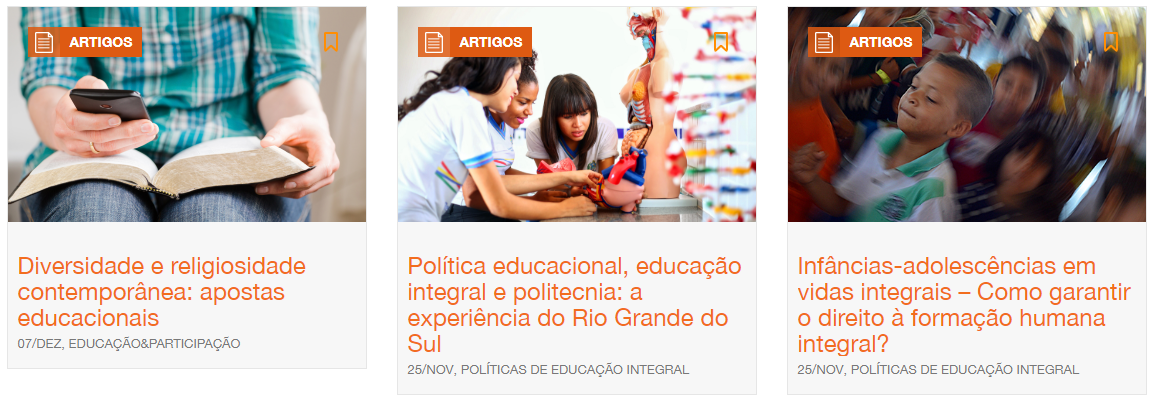 ARTIGOS
Diversidade e religiosidade
contemporânea: apostas
educacionais
07/DEZ, EDUCAÇÃO&PARTICIPAÇÃO
ARTIGOS
Política educacional, educação
integral e politecnia: a
experiência do Rio Grande do
Sul
25/NOV, POLÍTICAS DE EDUCAÇÃO INTEGRAL
ARTIGOS
Infâncias-adolescências em
vidas integrais – Como garantir
o direito à formação humana
integral?
25/NOV, POLÍTICAS DE EDUCAÇÃO INTEGRAL